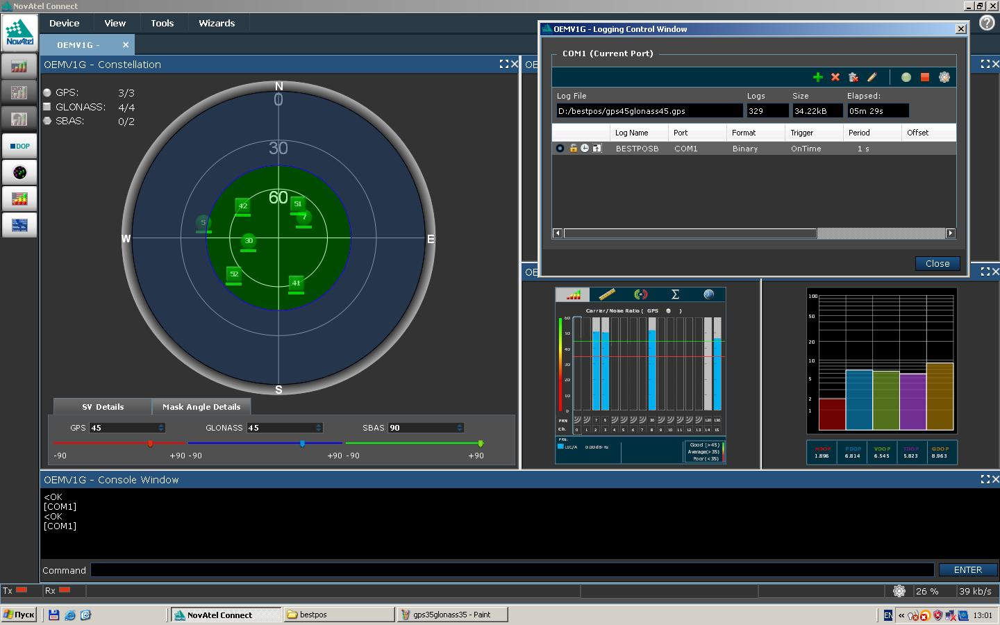 NovAtel Connect
NovAtel
Device View Tools Wizards
OEMV1G -
OEMV1G - Constellation
GPS: 3/3
GLONASS: 4/4
SBAS: 0/2
DOP
N
0
30
60
W
E
S
42
51
7
5
30
52
41
SV Details Mask Angle Details
GPS 45 GLONASS 45 SBAS 90
-90 +90 -90 +90 -90 +90
OEMV1G - Logging Control Window
COM1 (Current Port)
Log File Logs Size Elapsed:
D:/bestpos/gps45glonass45.gps 329 34.22kB 05m 29s
Log Name Port Format Trigger Period Offset
BESTPOSB COM1 Binary OnTime 1 s
Close
OE
OE
Carrier/Noise Ratio ( GPS )
60
50
40
30
20
10
0
PRN 7 5 30 120 136
Ch. 0 1 2 3 4 5 6 7 8 9 10 11 12 13 14 15
PRN:
L1C/A 0.00 dB-Hz
Good (>45)
Average(>35)
Poor (<35)
100
50
20
10
5
2
1
HDOP PDOP VDOP TDOP GDOP
1.896 6.814 6.545 5.823 8.963
OEMV1G - Console Window
<OK
[COM1]
<OK
[COM1]
Command ENTER
Tx Rx 26 % 39 kb/s
Пуск NovAtel Connect bestpos gps35glonass35 - Paint EN « 13:01